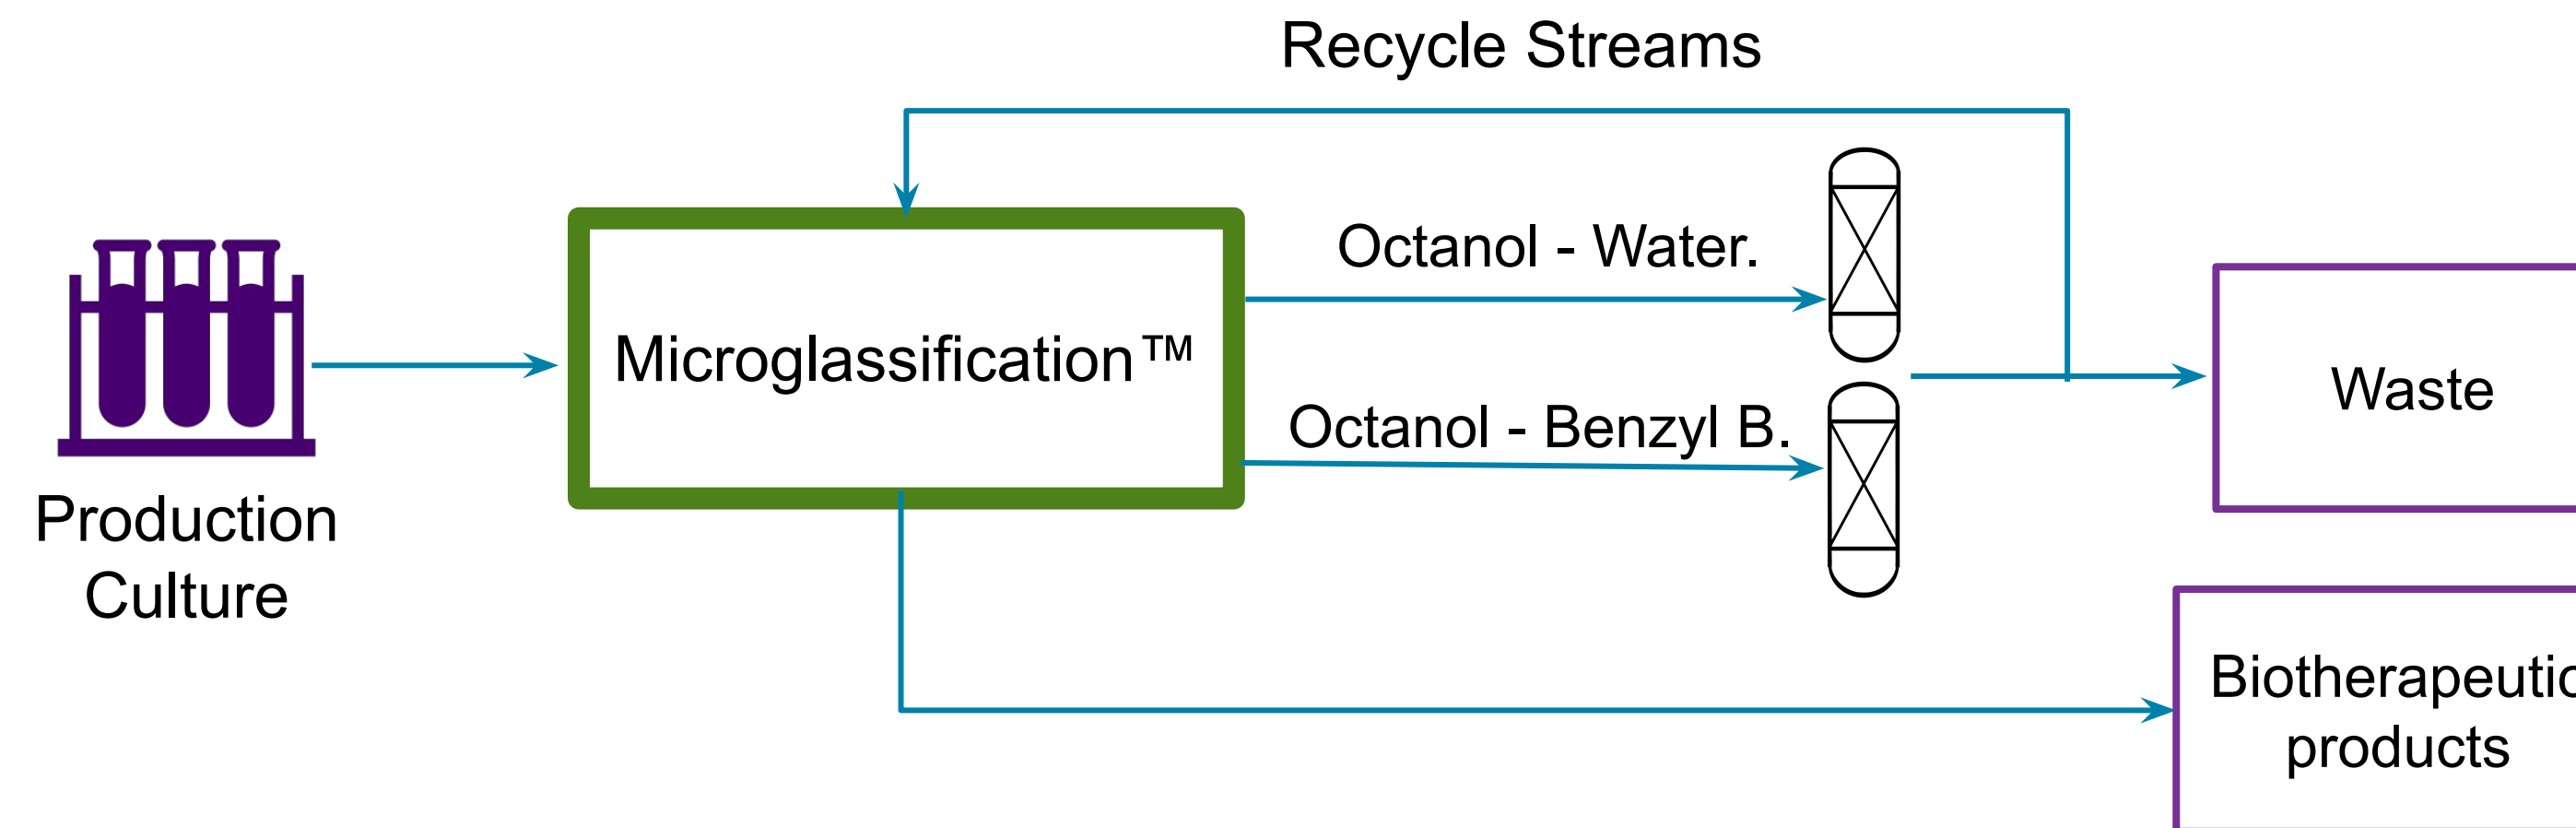 Recycle Streams
Octanol - Water.
Microglassification™
Octanol - Benzyl B.
Waste
Production
Culture
Biotherapeutic
products